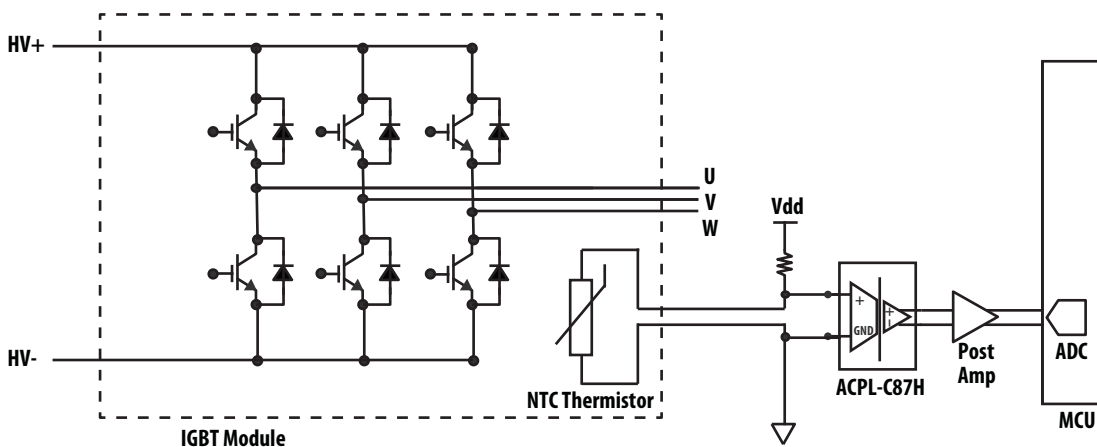 HV+
U
V
W
Vdd
+
GND
+
−
HV-
NTC Thermistor
ACPL-C87H
Post
Amp
ADC
MCU
IGBT Module